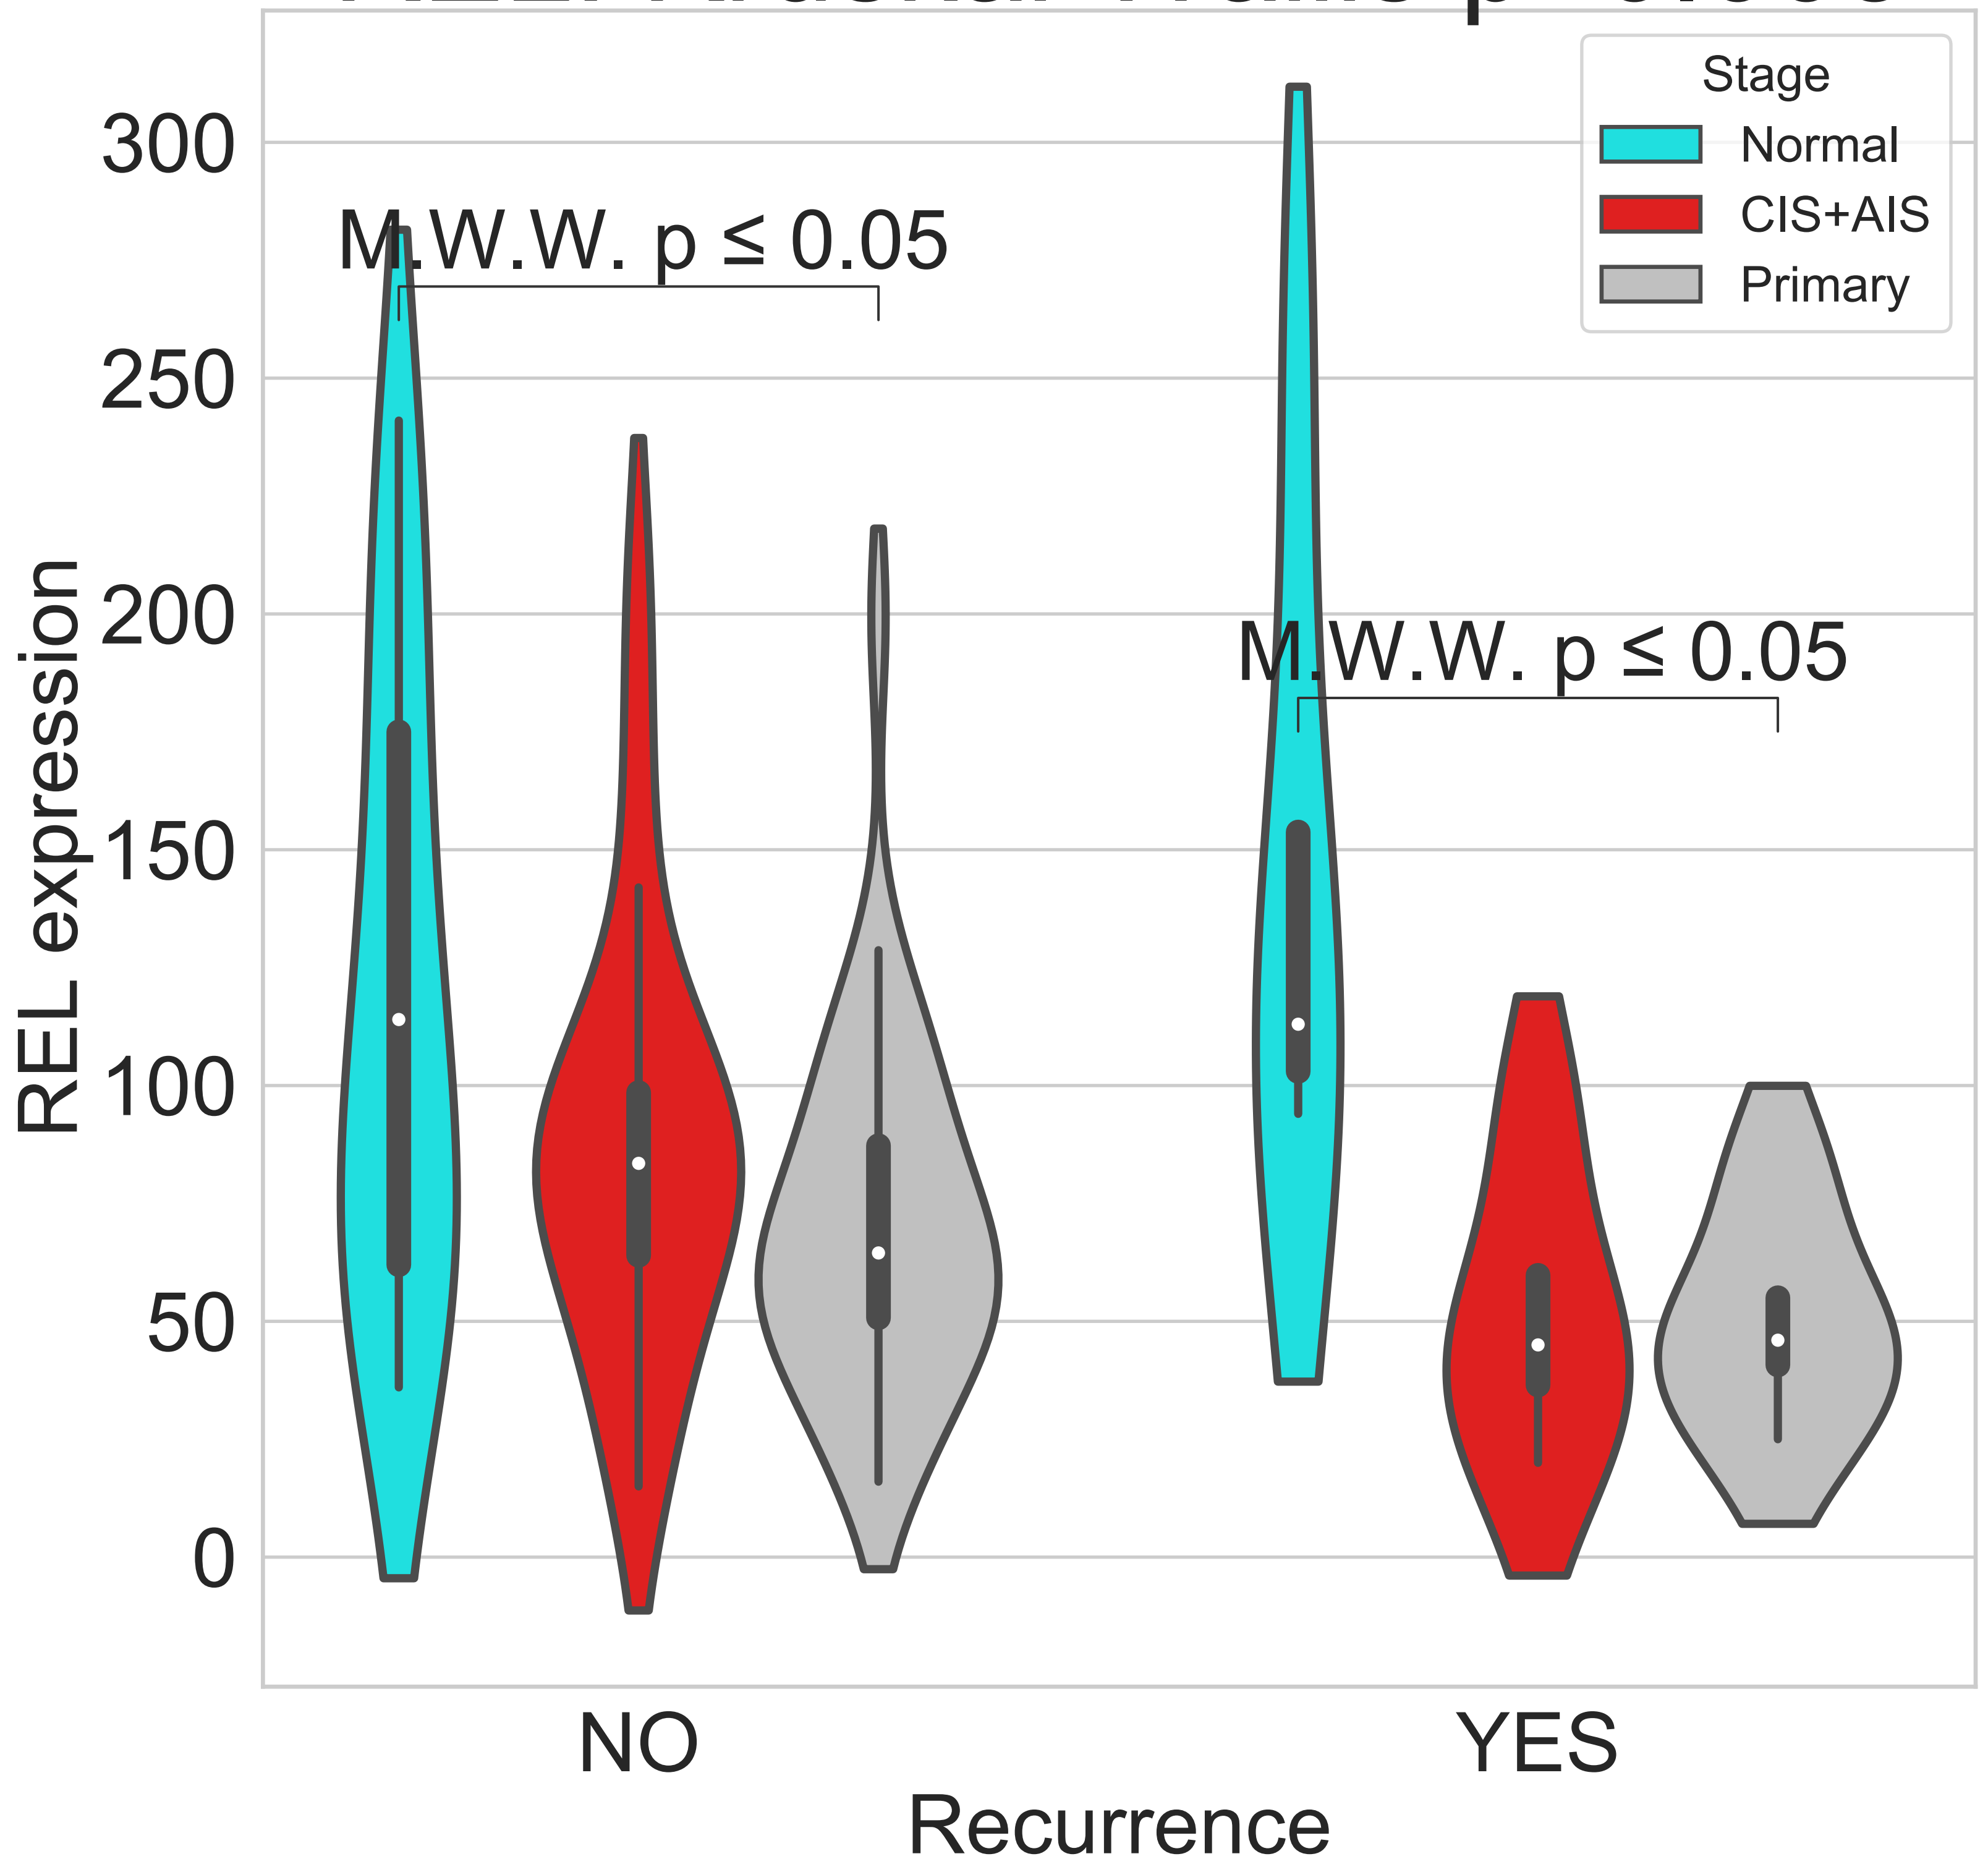 Stage
Normal
CIS+AIS
Primary
300
250
200
150
100
50
0
M.W.W. p ≤ 0.05
M.W.W. p ≤ 0.05
REL expression
NO
YES
Recurrence